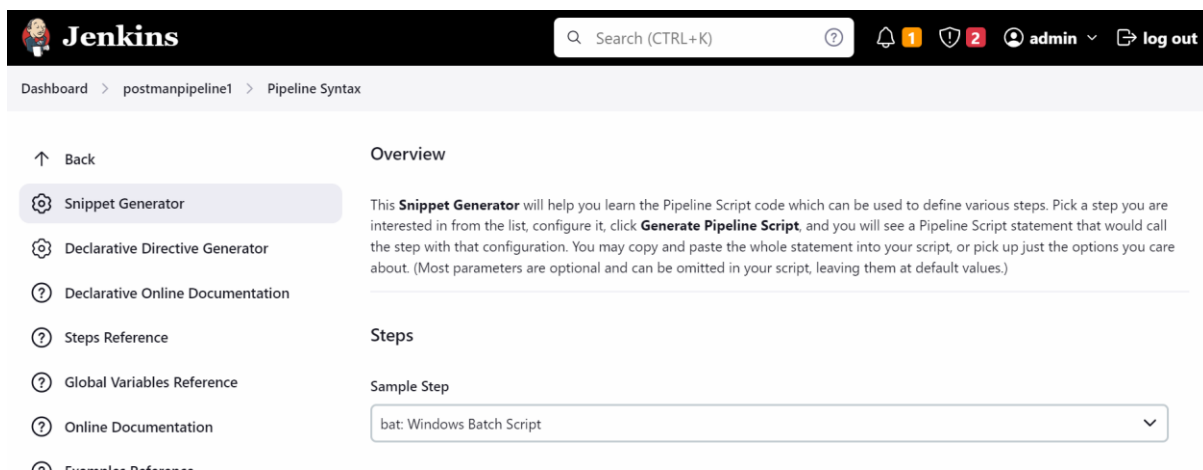 Jenkins
Search (CTRL+K)
1
2
admin
log out
Dashboard > postmanpipeline1 > Pipeline Syntax
Back
Snippet Generator
Declarative Directive Generator
Declarative Online Documentation
Steps Reference
Global Variables Reference
Online Documentation
Examples Reference
Overview
This Snippet Generator will help you learn the Pipeline Script code which can be used to define various steps. Pick a step you are
interested in from the list, configure it, click Generate Pipeline Script, and you will see a Pipeline Script statement that would call
the step with that configuration. You may copy and paste the whole statement into your script, or pick up just the options you care
about. (Most parameters are optional and can be omitted in your script, leaving them at default values.)
Steps
Sample Step
bat: Windows Batch Script